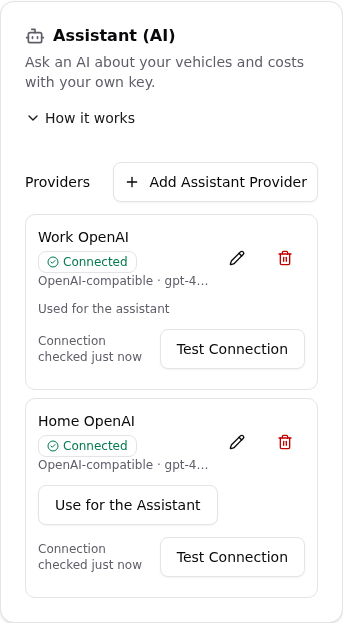 Assistant (AI)
Ask an AI about your vehicles and costs
with your own key.
How it works
Providers
Add Assistant Provider
Work OpenAI
Connected
OpenAI-compatible · gpt-4...
Used for the assistant
Connection
checked just now
Test Connection
Home OpenAI
Connected
OpenAI-compatible · gpt-4...
Use for the Assistant
Connection
checked just now
Test Connection